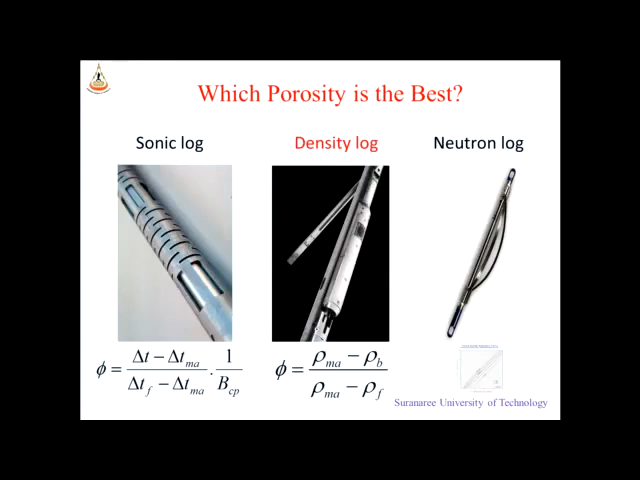 Which Porosity is the Best?
Sonic log
Density log
Neutron log
ϕ = (Δt − Δt_ma)/(Δt_f − Δt_ma) . 1/B_cp
ϕ = (ρ_ma − ρ_b)/(ρ_ma − ρ_f)
Suranaree University of Technology